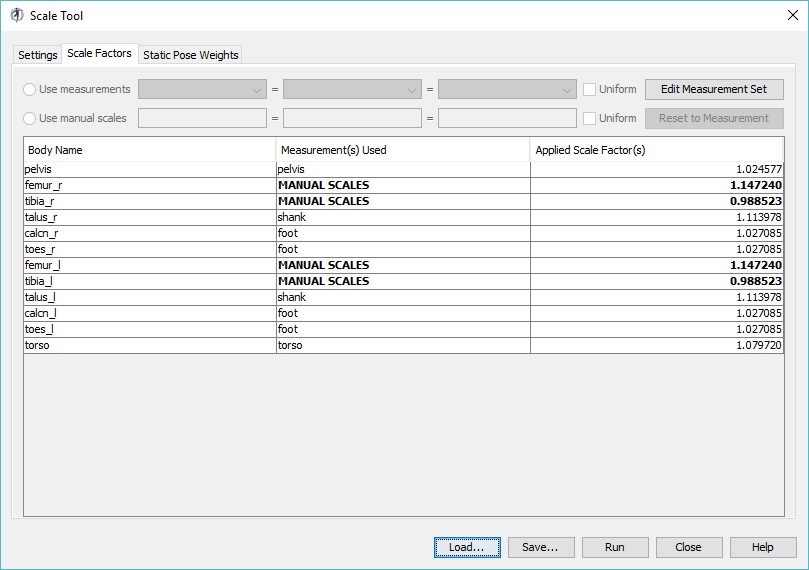 Scale Tool
Settings Scale Factors Static Pose Weights
Use measurements = = Uniform Edit Measurement Set
Use manual scales = = Uniform Reset to Measurement
Body Name Measurement(s) Used Applied Scale Factor(s)
pelvis pelvis 1.024577
femur_r MANUAL SCALES 1.147240
tibia_r MANUAL SCALES 0.988523
talus_r shank 1.113978
calcn_r foot 1.027085
toes_r foot 1.027085
femur_l MANUAL SCALES 1.147240
tibia_l MANUAL SCALES 0.988523
talus_l shank 1.113978
calcn_l foot 1.027085
toes_l foot 1.027085
torso torso 1.079720
Load... Save... Run Close Help